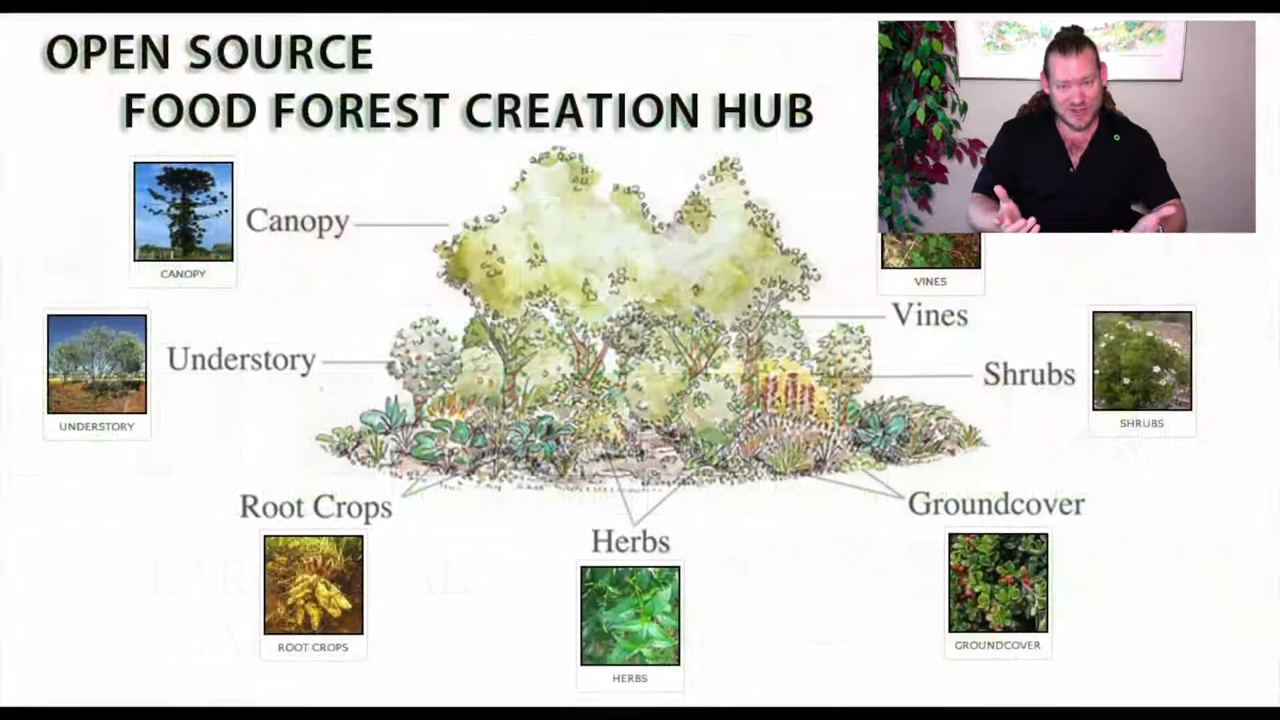 OPEN SOURCE
FOOD FOREST CREATION HUB
CANOPY
Canopy
VINES
Vines
UNDERSTORY
Understory
Shrubs
SHRUBS
Root Crops
Herbs
Groundcover
ROOT CROPS
HERBS
GROUNDCOVER